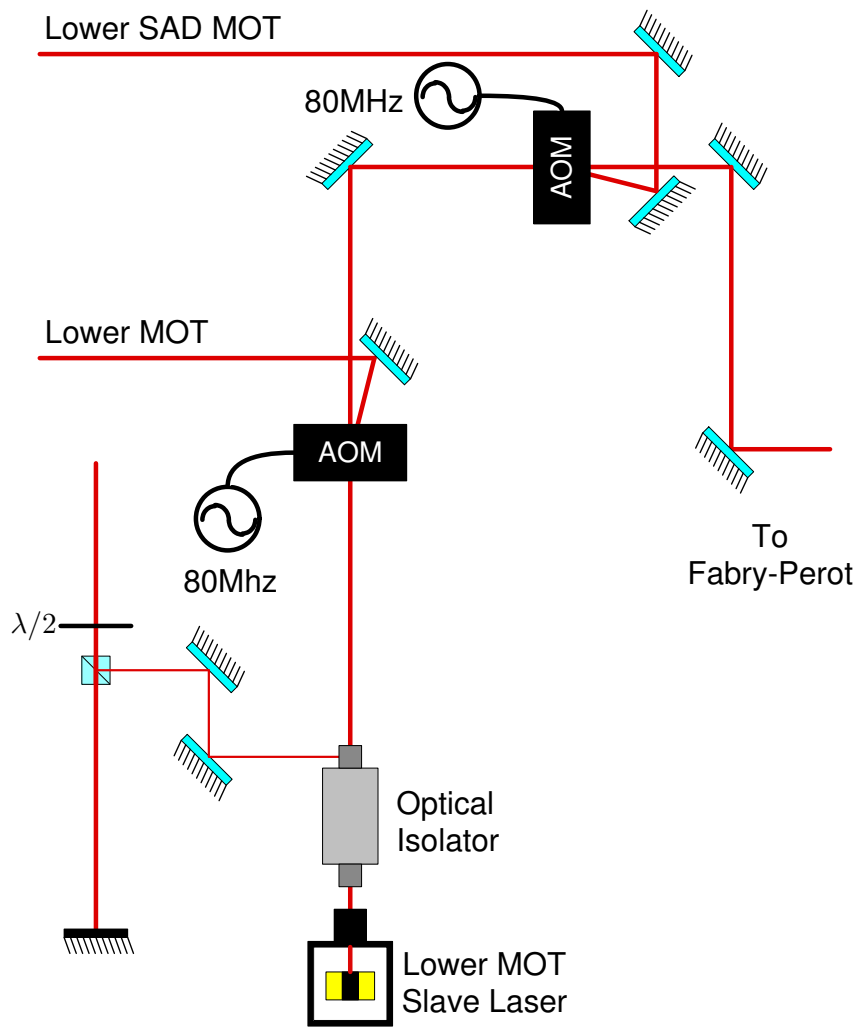 Lower SAD MOT
80MHz
AOM
Lower MOT
AOM
80Mhz
To
Fabry-Perot
λ/2
Optical
Isolator
Lower MOT
Slave Laser